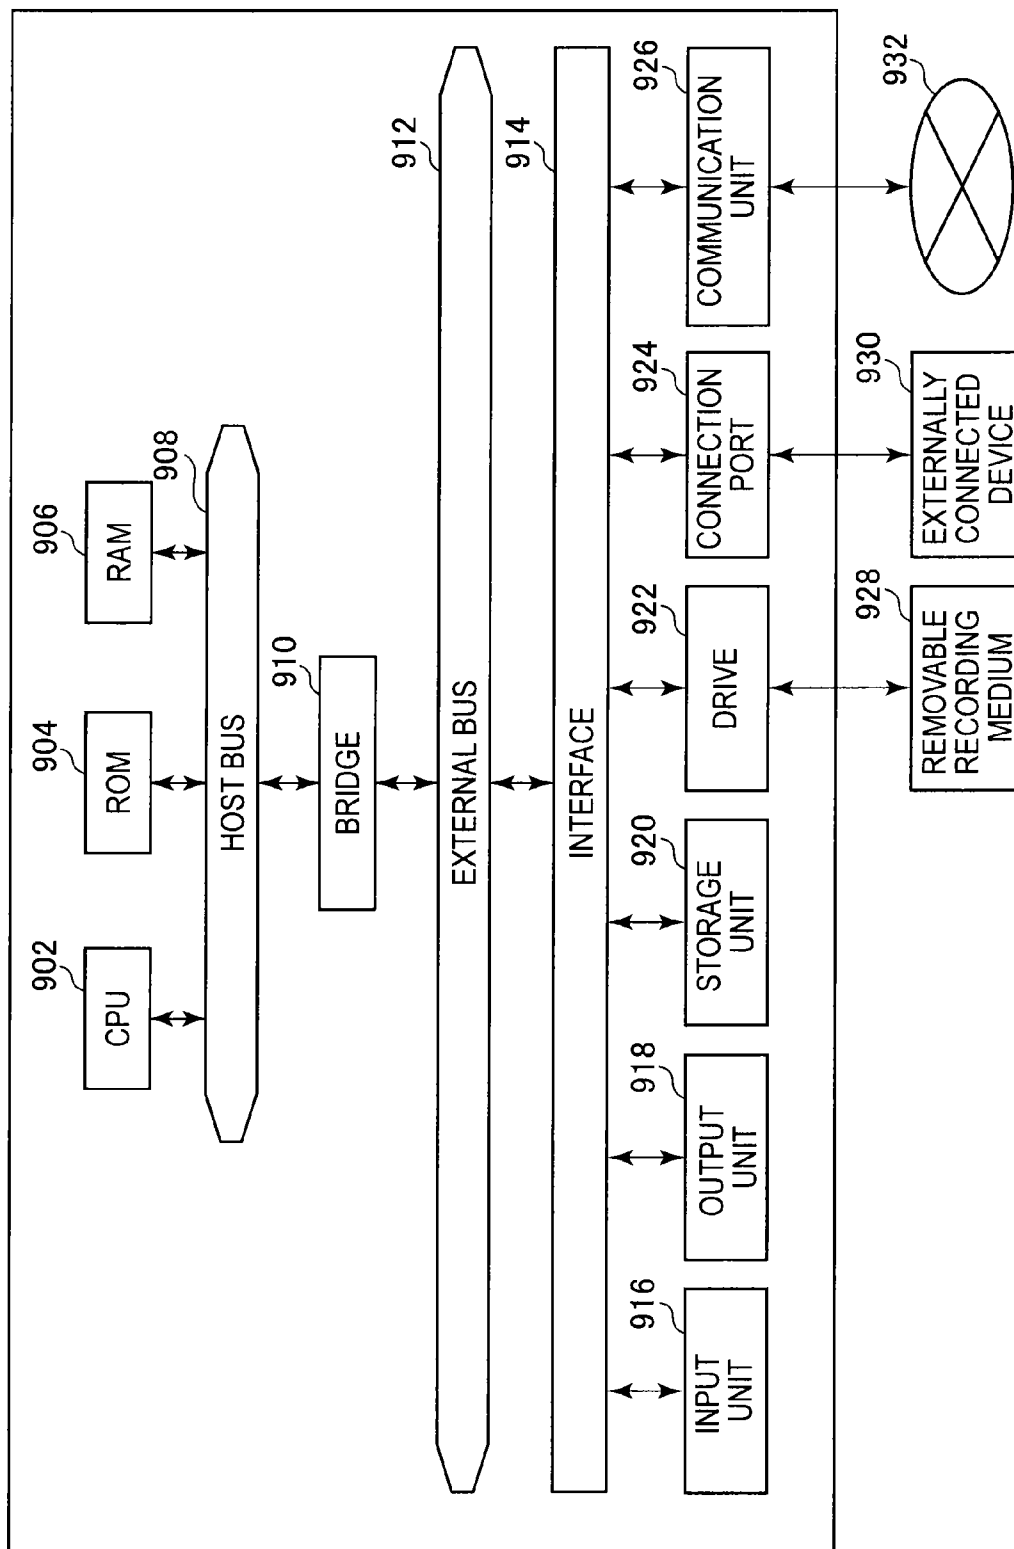 902
CPU
904
ROM
906
RAM
908
HOST BUS
910
BRIDGE
912
EXTERNAL BUS
914
INTERFACE
916
INPUT
UNIT
918
OUTPUT
UNIT
920
STORAGE
UNIT
922
DRIVE
924
CONNECTION
PORT
926
COMMUNICATION
UNIT
928
REMOVABLE
RECORDING
MEDIUM
930
EXTERNALLY
CONNECTED
DEVICE
932